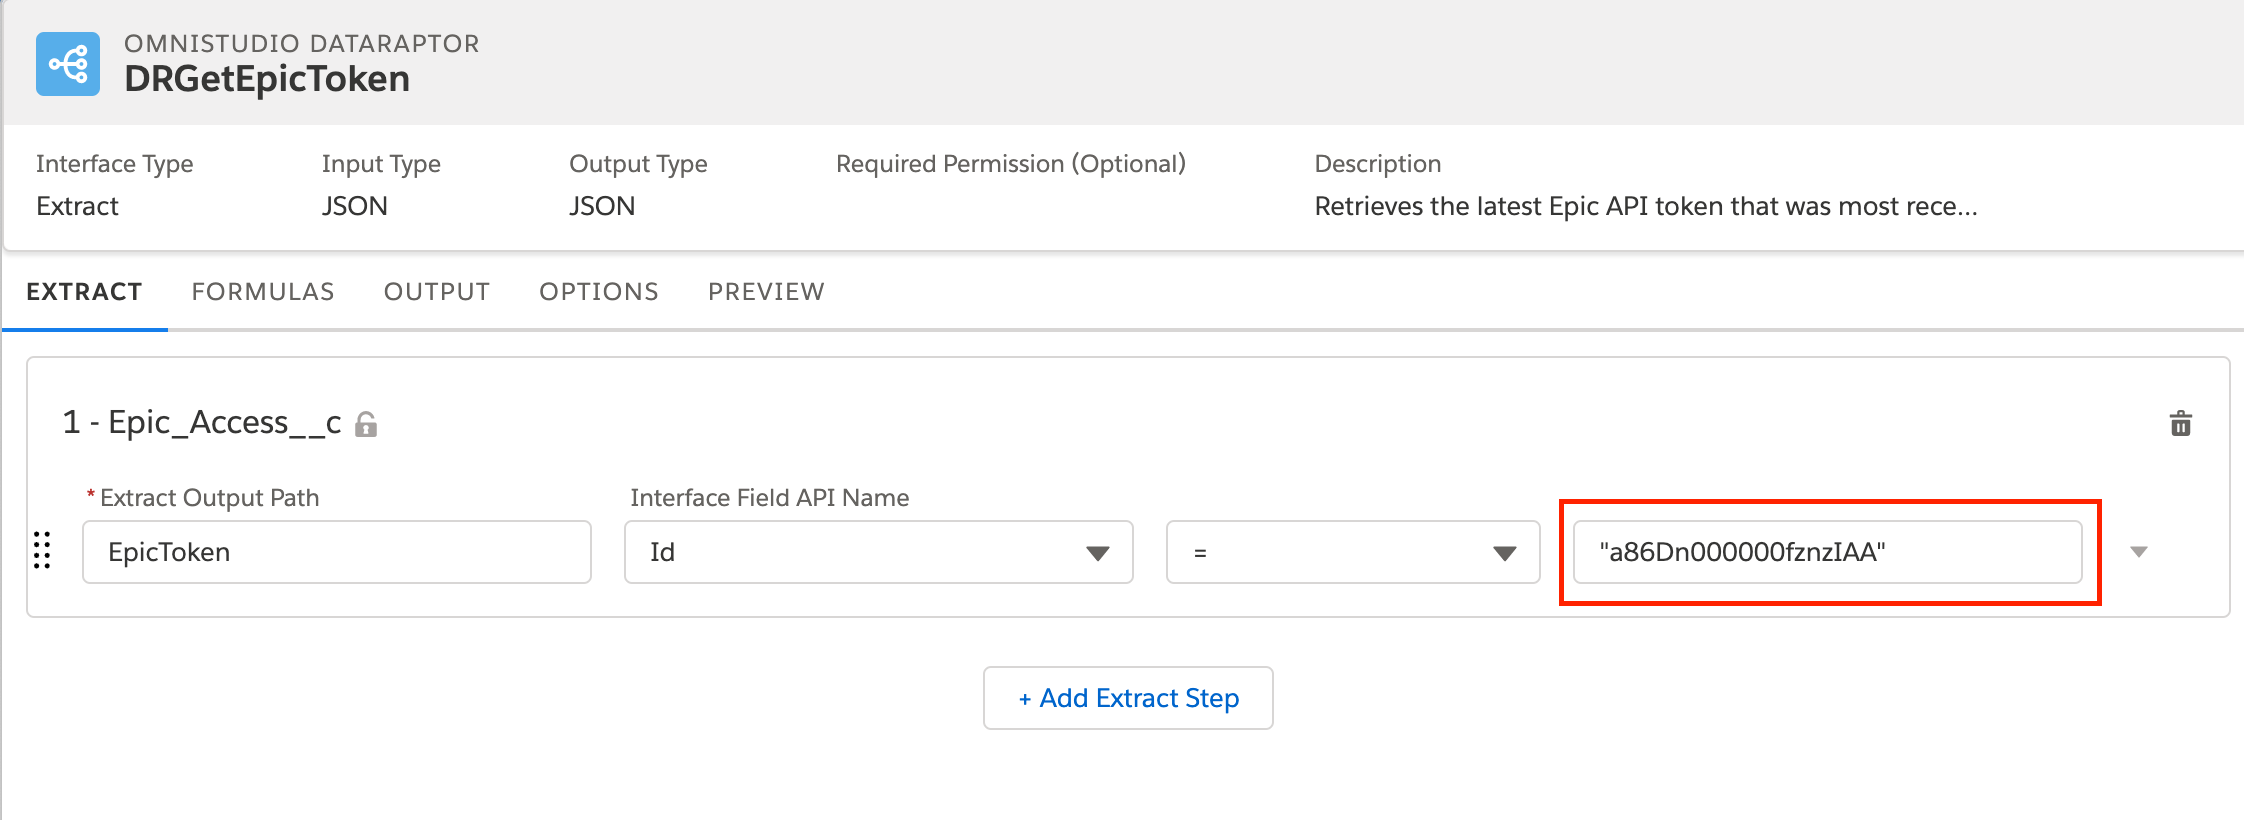 OMNISTUDIO DATARAPTOR
DRGetEpicToken
Interface Type
Input Type
Output Type
Required Permission (Optional)
Description
Extract
JSON
JSON
Retrieves the latest Epic API token that was most rece...
EXTRACT
FORMULAS
OUTPUT
OPTIONS
PREVIEW
1 - Epic_Access__c
* Extract Output Path
Interface Field API Name
EpicToken
Id
=
"a86Dn000000fznzIAA"
+ Add Extract Step